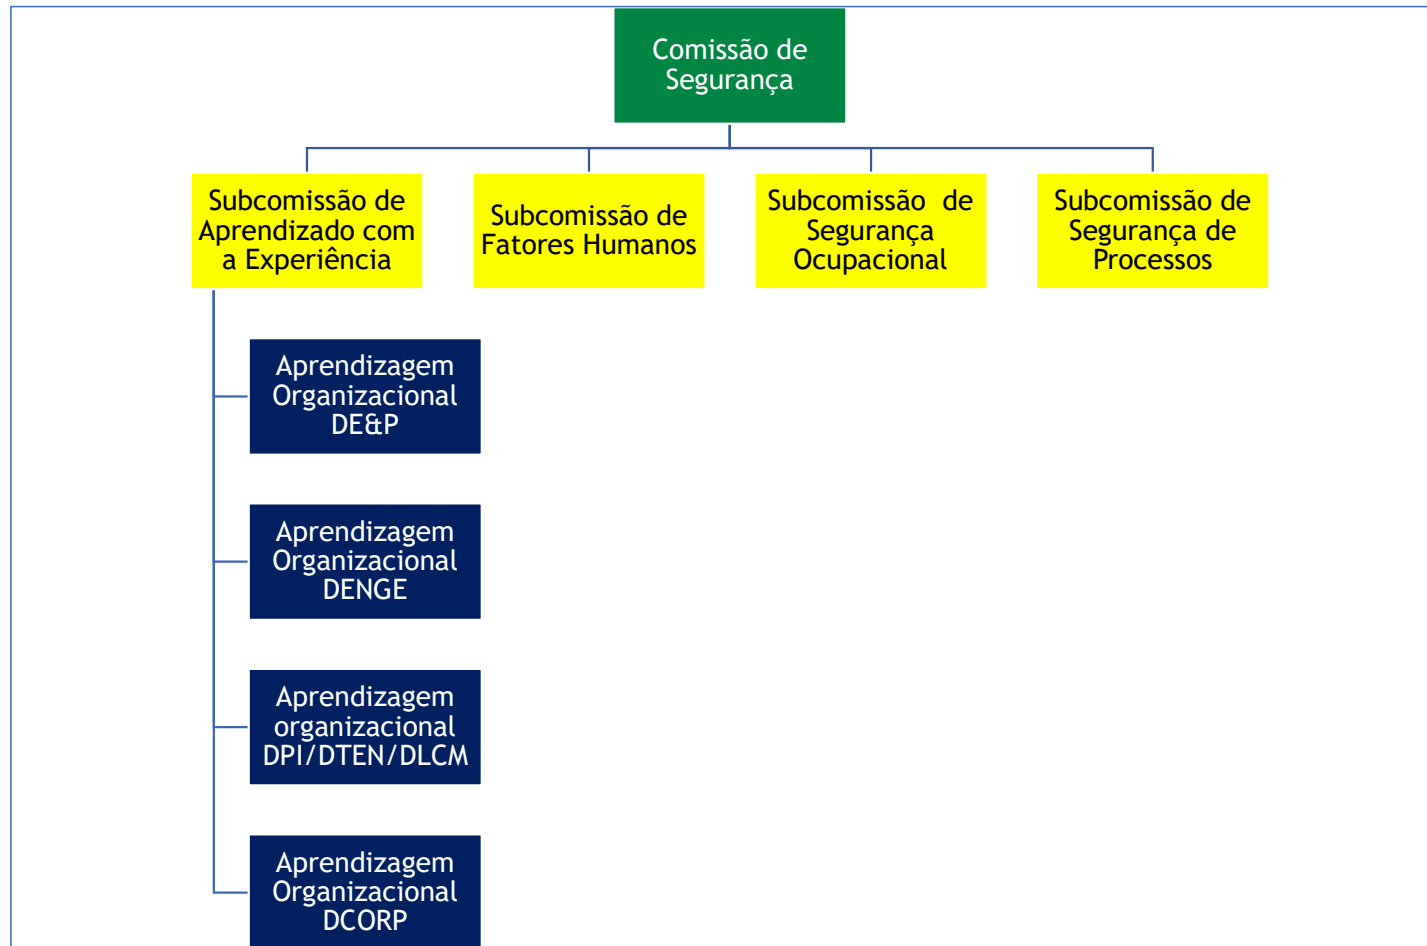 Comissão de
Segurança
Subcomissão de
Aprendizado com
a Experiência
Subcomissão de
Fatores Humanos
Subcomissão de
Segurança
Ocupacional
Subcomissão de
Segurança de
Processos
Aprendizagem
Organizacional
DE&P
Aprendizagem
Organizacional
DENGE
Aprendizagem
organizacional
DPI/DTEN/DLCM
Aprendizagem
Organizacional
DCORP